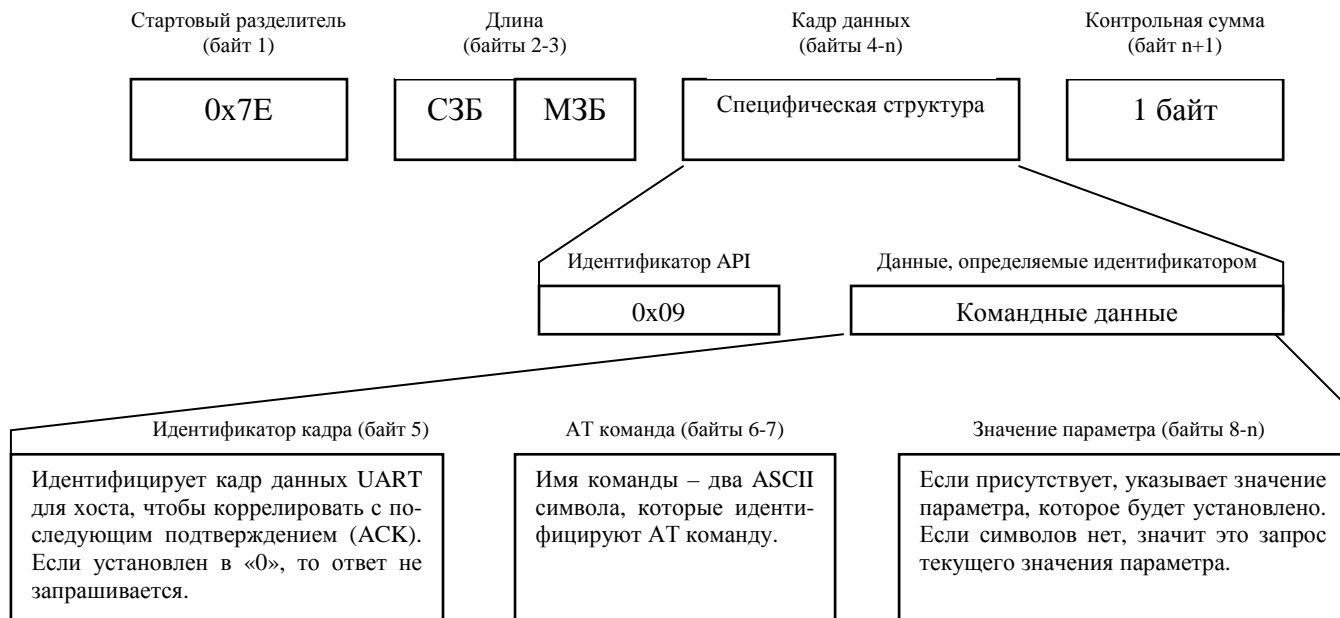 Стартовый разделитель
(байт 1)
Длина
(байты 2-3)
Кадр данных
(байты 4-n)
Контрольная сумма
(байт n+1)
0x7E
СЗБ
МЗБ
Специфическая структура
1 байт
Идентификатор API
Данные, определяемые идентификатором
0x09
Командные данные
Идентификатор кадра (байт 5)
АТ команда (байты 6-7)
Значение параметра (байты 8-n)
Идентифицирует кадр данных UART
для хоста, чтобы коррелировать с по-
следующим подтверждением (ACK).
Если установлен в «0», то ответ не
запрашивается.
Имя команды – два ASCII
символа, которые иденти-
фицируют АТ команду.
Если присутствует, указывает значение
параметра, которое будет установлено.
Если символов нет, значит это запрос
текущего значения параметра.